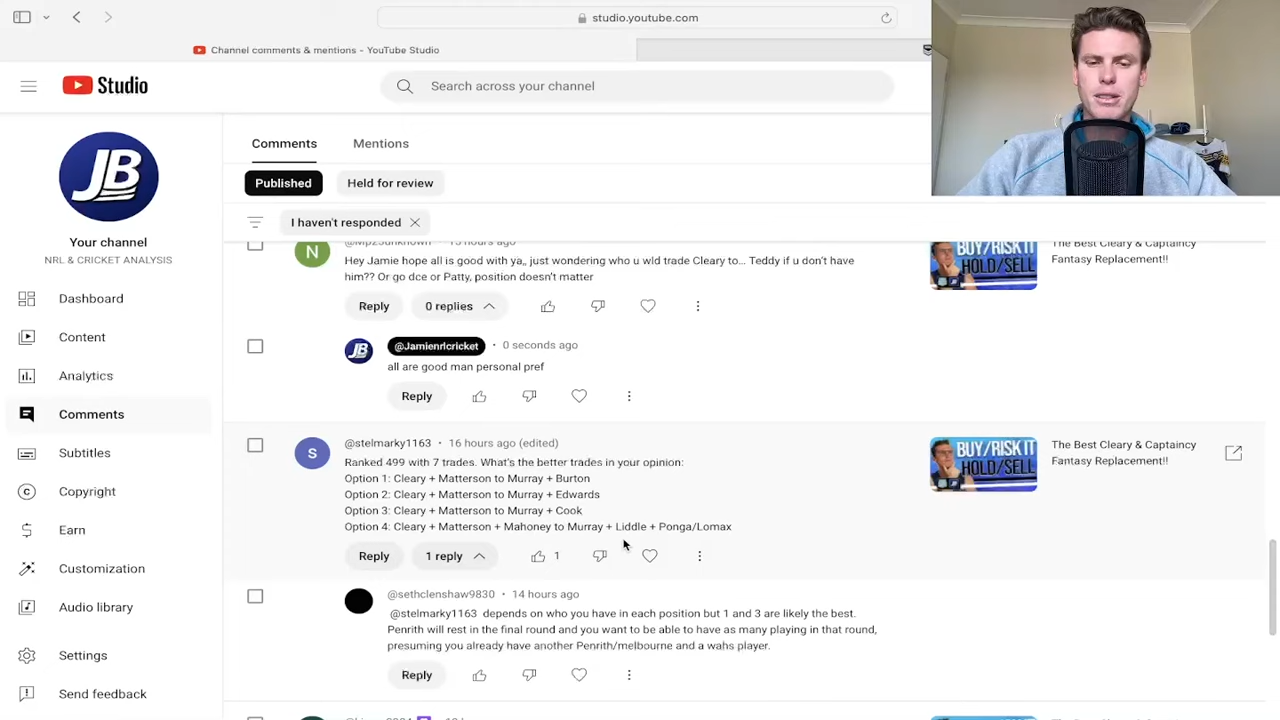 studio.youtube.com
Channel comments & mentions - YouTube Studio
Studio
Search across your channel
JB
Your channel
NRL & CRICKET ANALYSIS
Dashboard
Content
Analytics
Comments
Subtitles
Copyright
Earn
Customization
Audio library
Settings
Send feedback
Comments
Mentions
Published
Held for review
I haven't responded
N
15 hours ago
Hey Jamie hope all is good with ya,, just wondering who u wld trade Cleary to... Teddy if u don't have
him?? Or go dce or Patty, position doesn't matter
Reply
0 replies
BUY/RISK IT
HOLD/SELL
The Best Cleary & Captaincy
Fantasy Replacement!!
JB
@Jamienrlcricket • 0 seconds ago
all are good man personal pref
Reply
S
@stelmarky1163 • 16 hours ago (edited)
Ranked 499 with 7 trades. What's the better trades in your opinion:
Option 1: Cleary + Matterson to Murray + Burton
Option 2: Cleary + Matterson to Murray + Edwards
Option 3: Cleary + Matterson to Murray + Cook
Option 4: Cleary + Matterson + Mahoney to Murray + Liddle + Ponga/Lomax
Reply
1 reply
1
BUY/RISK IT
HOLD/SELL
The Best Cleary & Captaincy
Fantasy Replacement!!
@sethclenshaw9830 • 14 hours ago
@stelmarky1163 depends on who you have in each position but 1 and 3 are likely the best.
Penrith will rest in the final round and you want to be able to have as many playing in that round,
presuming you already have another Penrith/melbourne and a wahs player.
Reply